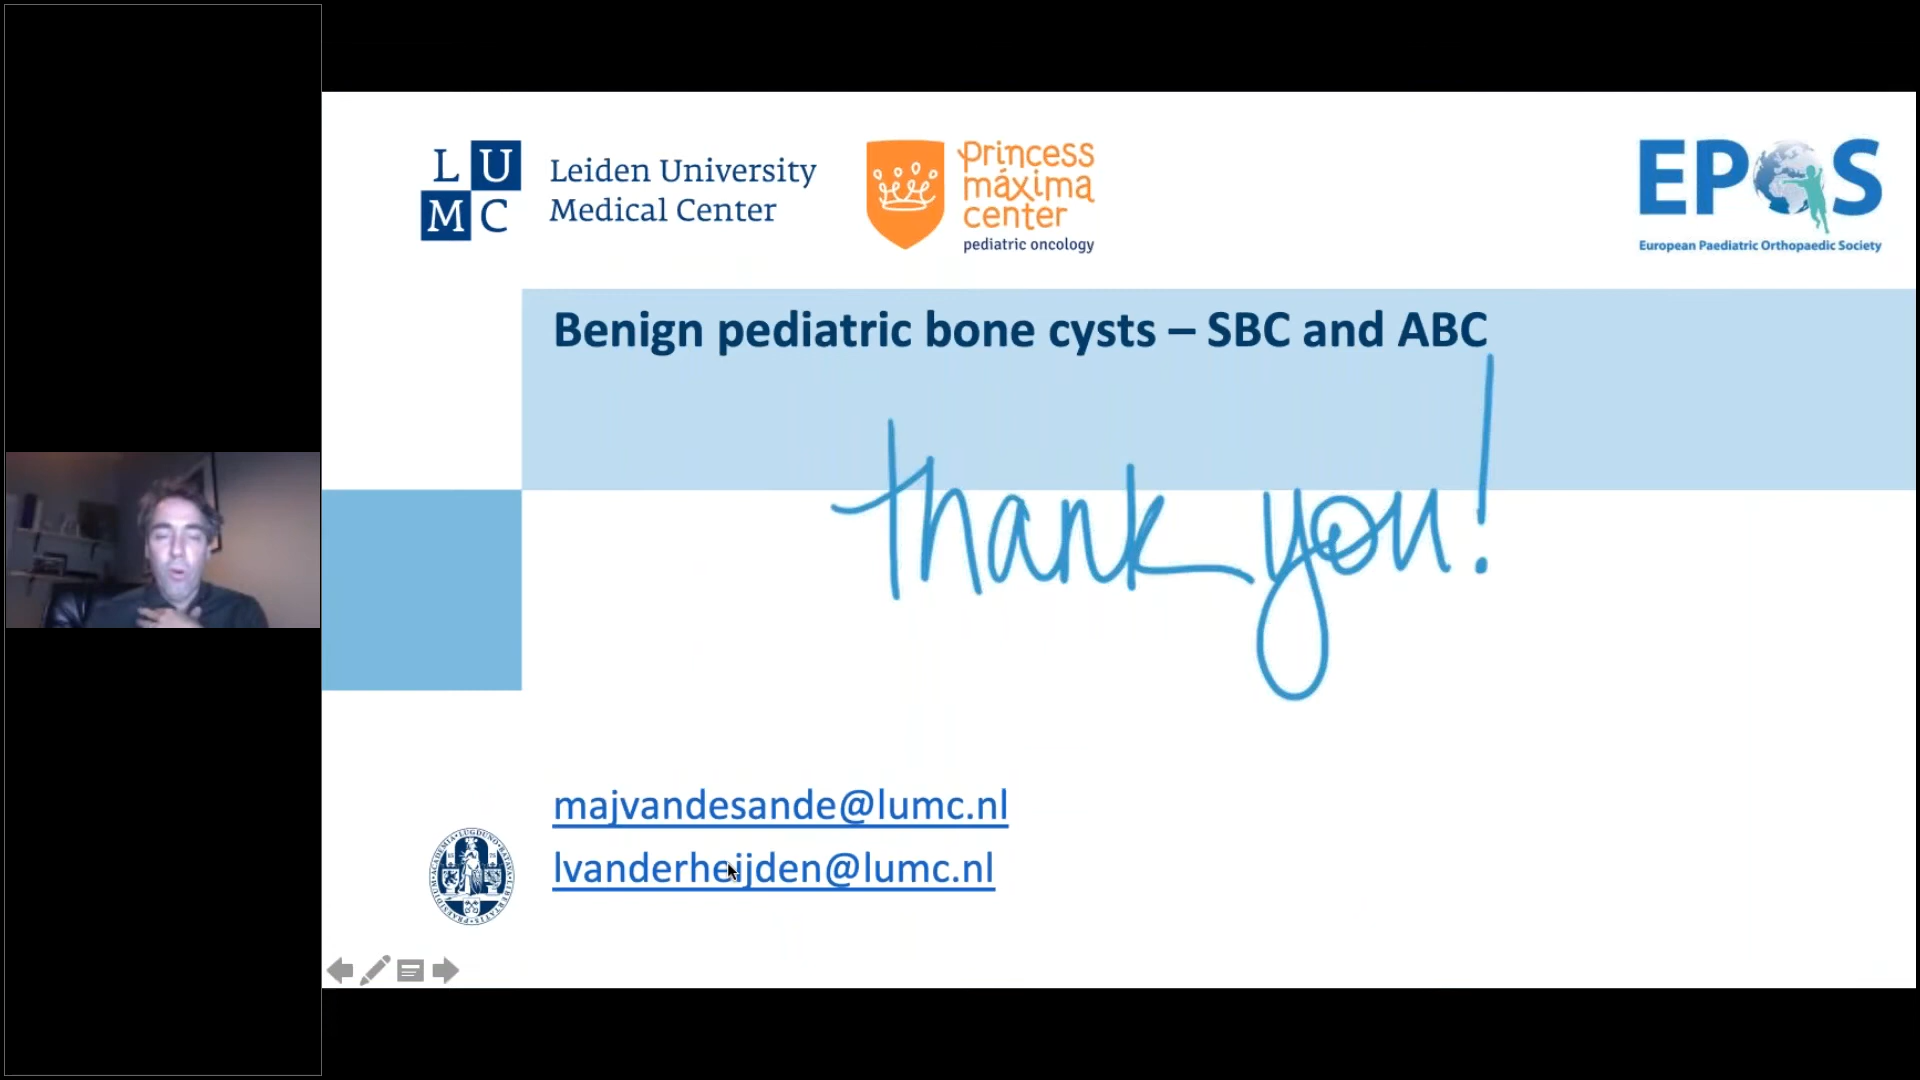 L U
M C
Leiden University
Medical Center
princess
máxima
center
pediatric oncology
EPOS
European Paediatric Orthopaedic Society
Benign pediatric bone cysts – SBC and ABC
thank you!
majvandesande@lumc.nl
lvanderheijden@lumc.nl